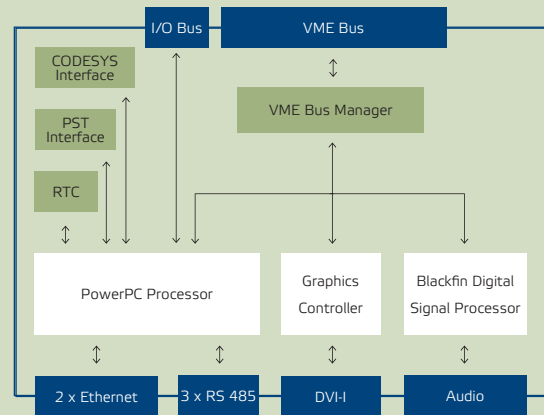 I/O Bus
VME Bus
CODESYS
Interface
PST
Interface
VME Bus Manager
RTC
PowerPC Processor
Graphics
Controller
Blackfin Digital
Signal Processor
2 x Ethernet
3 x RS 485
DVI-I
Audio